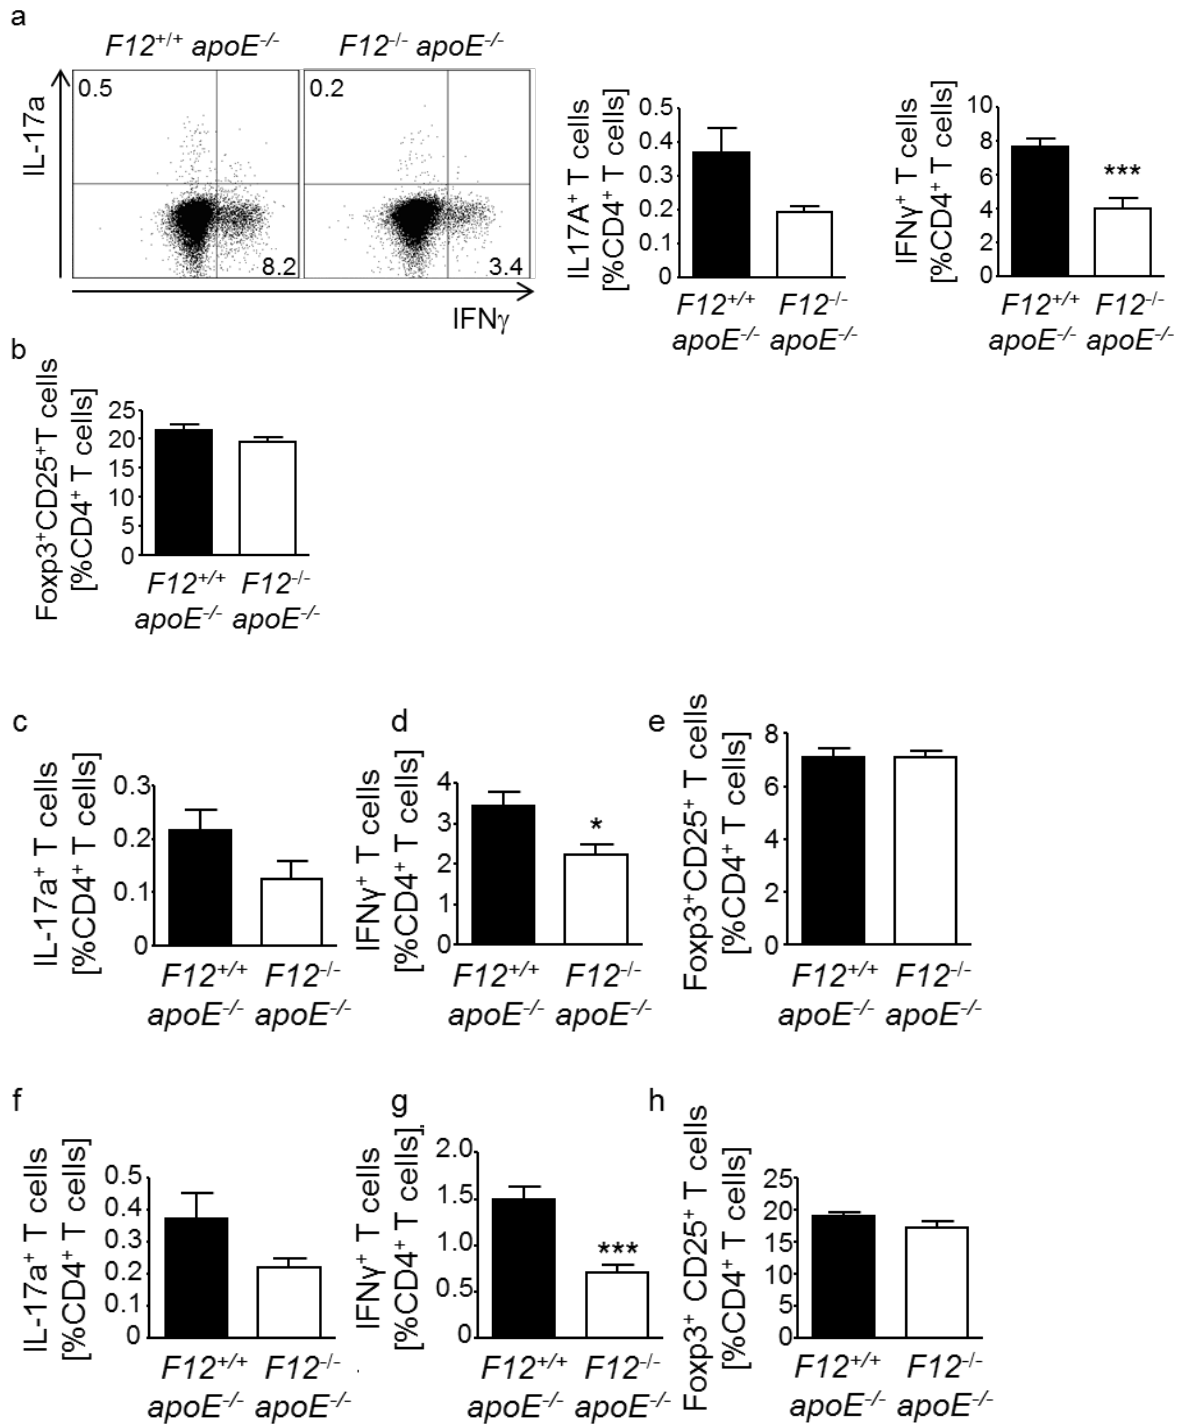 a
F12+/+ apoE-/-
F12-/- apoE-/-
IL-17a
0.5
8.2
0.2
3.4
IFNγ
IL17A+ T cells
[%CD4+ T cells]
0.5
0.4
0.3
0.2
0.1
0
F12+/+ F12-/-
apoE-/- apoE-/-
IFNγ+ T cells
[%CD4+ T cells]
10
8
6
4
2
0
***
F12+/+ F12-/-
apoE-/- apoE-/-
b
Foxp3+CD25+T cells
[%CD4+ T cells]
25
20
15
10
5
0
F12+/+ F12-/-
apoE-/- apoE-/-
c
IL-17a+ T cells
[%CD4+ T cells]
0.3
0.2
0.1
0
F12+/+ F12-/-
apoE-/- apoE-/-
d
IFNγ+ T cells
[%CD4+ T cells]
4
3
2
1
0
*
F12+/+ F12-/-
apoE-/- apoE-/-
e
Foxp3+CD25+ T cells
[%CD4+ T cells]
8
6
4
2
0
F12+/+ F12-/-
apoE-/- apoE-/-
f
IL-17a+ T cells
[%CD4+ T cells]
0.5
0.4
0.3
0.2
0.1
0
F12+/+ F12-/-
apoE-/- apoE-/-
g
IFNγ+ T cells
[%CD4+ T cells]
2.0
1.5
1.0
0.5
0
***
F12+/+ F12-/-
apoE-/- apoE-/-
h
Foxp3+ CD25+ T cells
[%CD4+ T cells]
25
20
15
10
5
0
F12+/+ F12-/-
apoE-/- apoE-/-